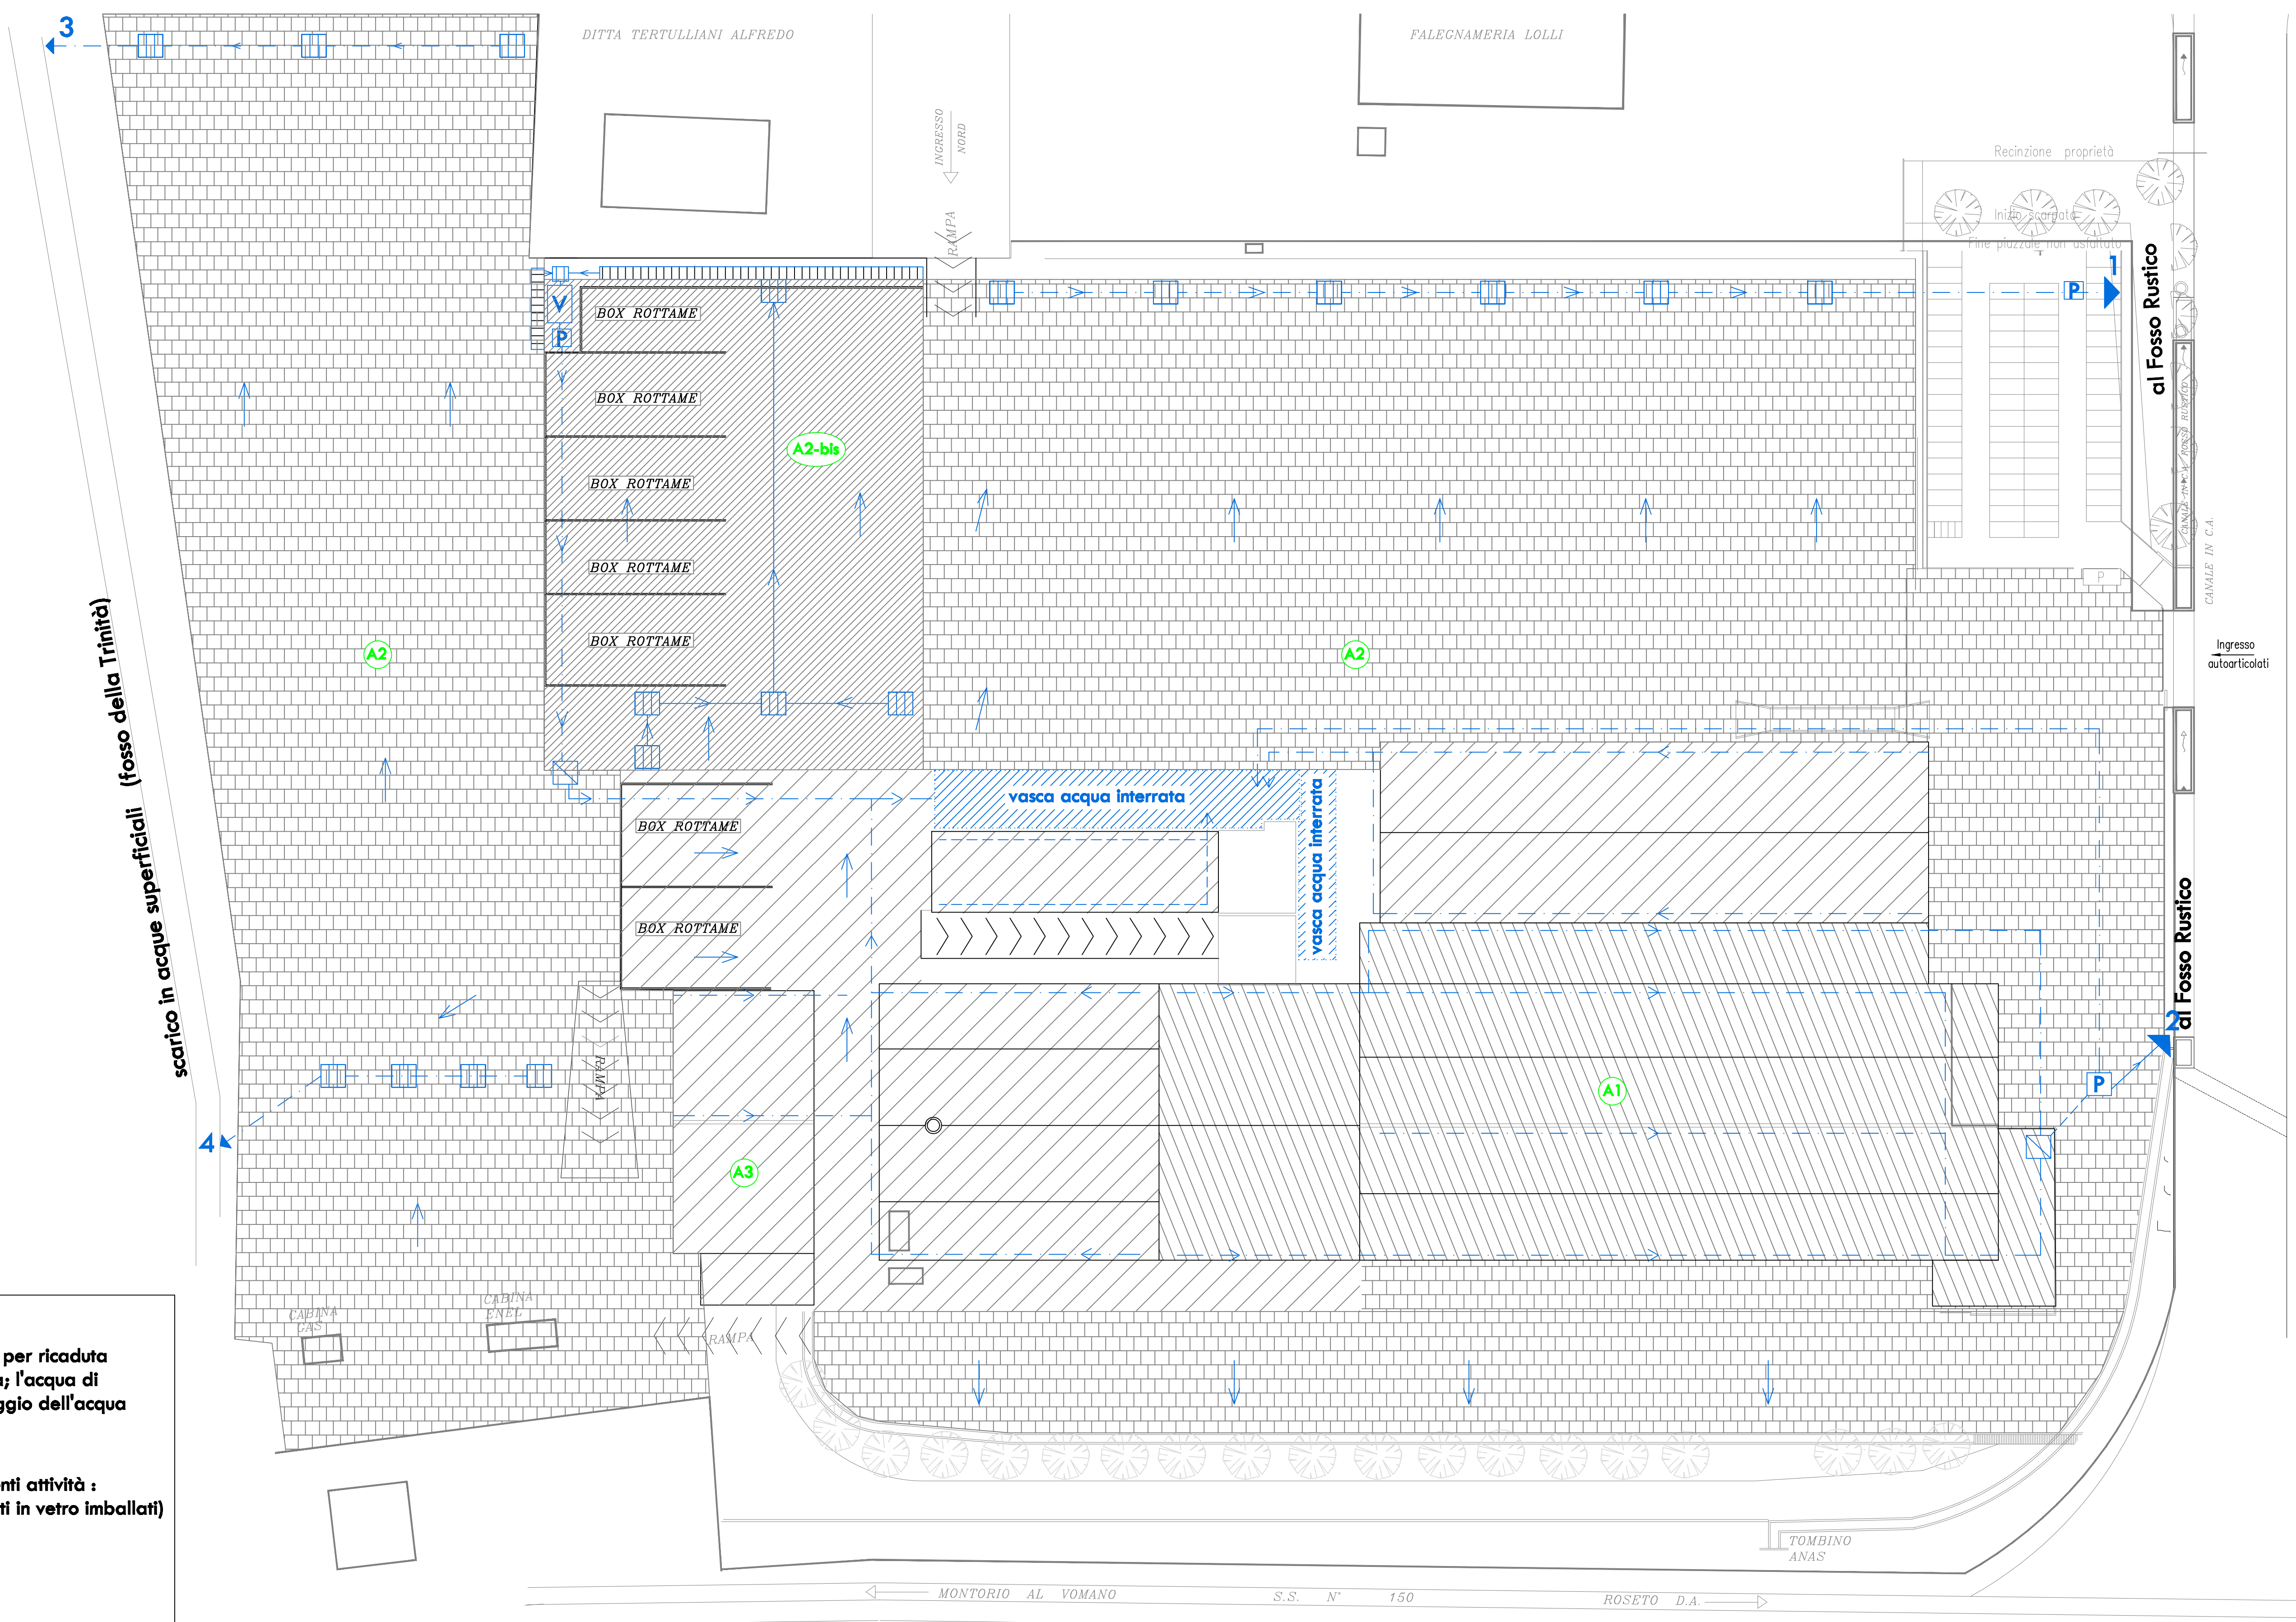 3
DITTA TERTULLIANI ALFREDO
FALEGNAMERIA LOLLI
INGRESSO
NORD
RAMPA
Recinzione proprietà
Inizio scarpata
Fine piazzale non asfaltato
1
P
al Fosso Rustico
V
P
BOX ROTTAME
BOX ROTTAME
BOX ROTTAME
BOX ROTTAME
BOX ROTTAME
A2-bis
CANALE IN C.A.
P
Ingresso
autoarticolati
A2
A2
scarico in acque superficiali (fosso della Trinità)
vasca acqua interrata
vasca acqua interrata
BOX ROTTAME
BOX ROTTAME
al Fosso Rustico
2
P
RAMPA
A1
4
A3
CABINA
GAS
CABINA
ENEL
RAMPA
per ricaduta
l'acqua di
ggio dell'acqua
nti attività :
ti in vetro imballati)
TOMBINO
ANAS
MONTORIO AL VOMANO
S.S. N° 150
ROSETO D.A.